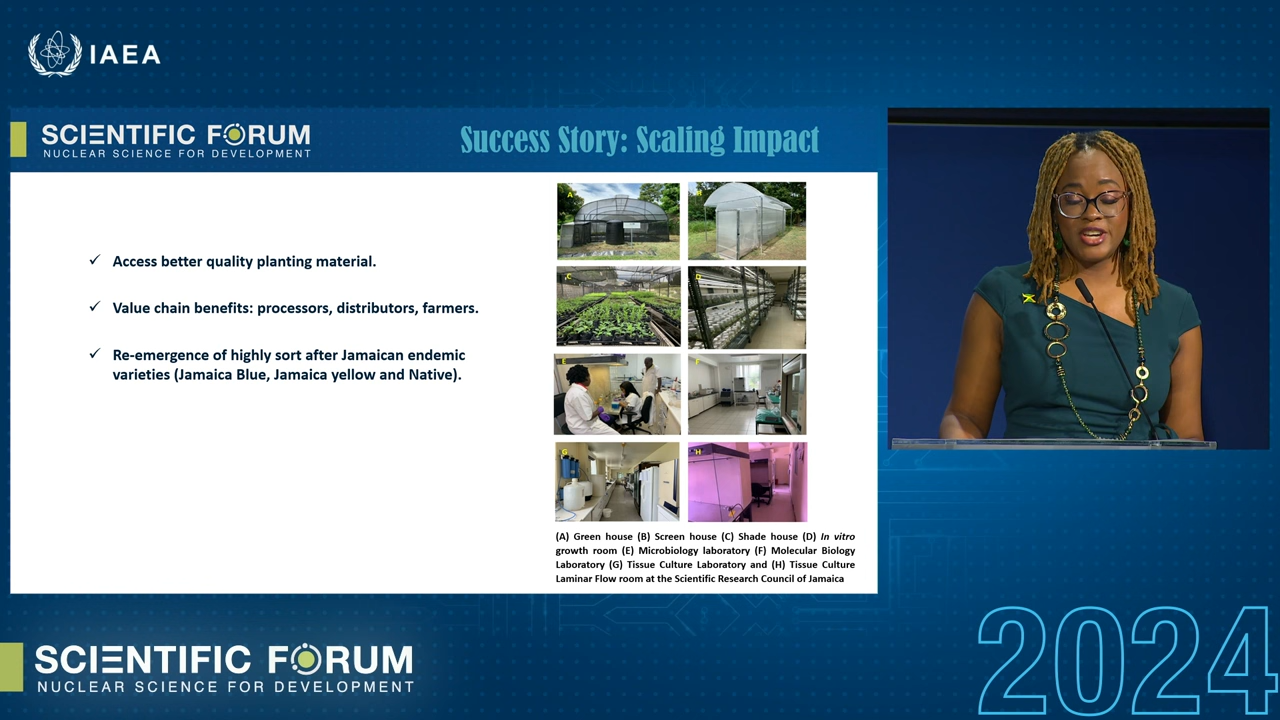 IAEA
SCIENTIFIC FORUM
NUCLEAR SCIENCE FOR DEVELOPMENT
Success Story: Scaling Impact
✓ Access better quality planting material.
✓ Value chain benefits: processors, distributors, farmers.
✓ Re-emergence of highly sort after Jamaican endemic
varieties (Jamaica Blue, Jamaica yellow and Native).
A
C
D
E
F
G
H
(A) Green house (B) Screen house (C) Shade house (D) In vitro
growth room (E) Microbiology laboratory (F) Molecular Biology
Laboratory (G) Tissue Culture Laboratory and (H) Tissue Culture
Laminar Flow room at the Scientific Research Council of Jamaica
SCIENTIFIC FORUM
NUCLEAR SCIENCE FOR DEVELOPMENT
2024